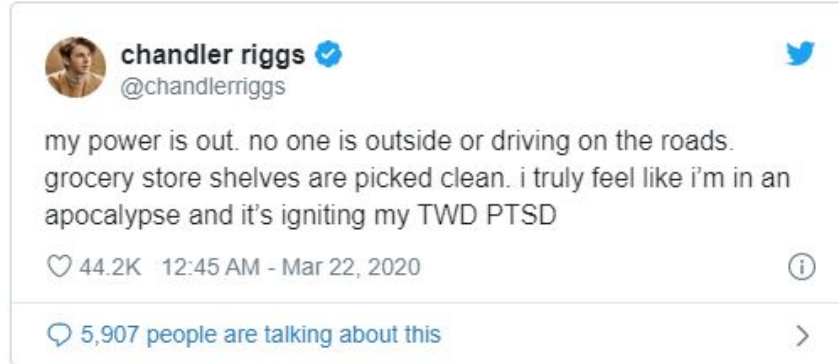 chandler riggs
@chandlerriggs
my power is out. no one is outside or driving on the roads.
grocery store shelves are picked clean. i truly feel like i’m in an
apocalypse and it’s igniting my TWD PTSD
44.2K 12:45 AM - Mar 22, 2020
5,907 people are talking about this